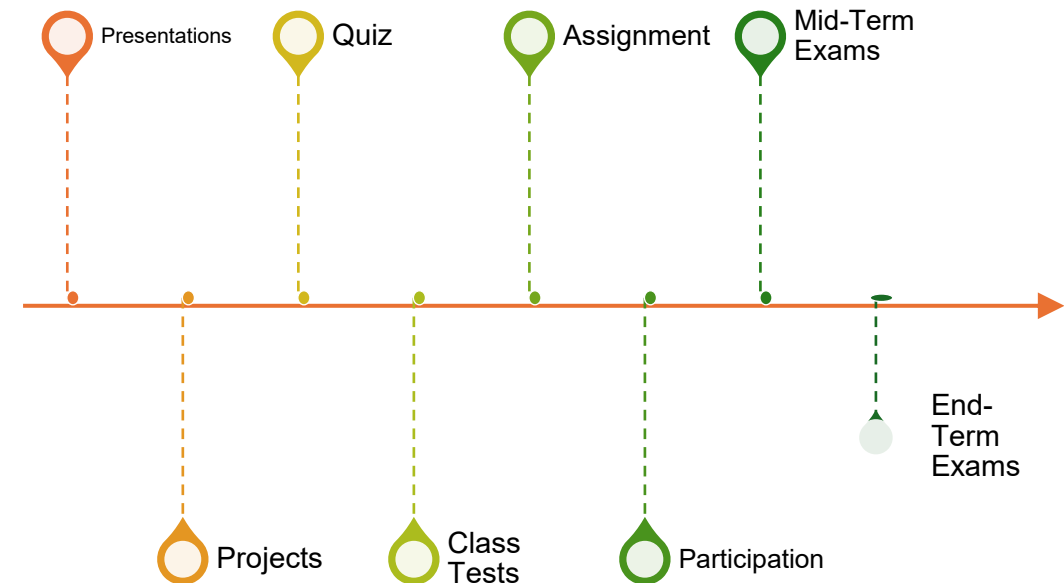 Presentations
Quiz
Assignment
Mid-Term
Exams
End-
Term
Exams
Projects
Class
Tests
Participation